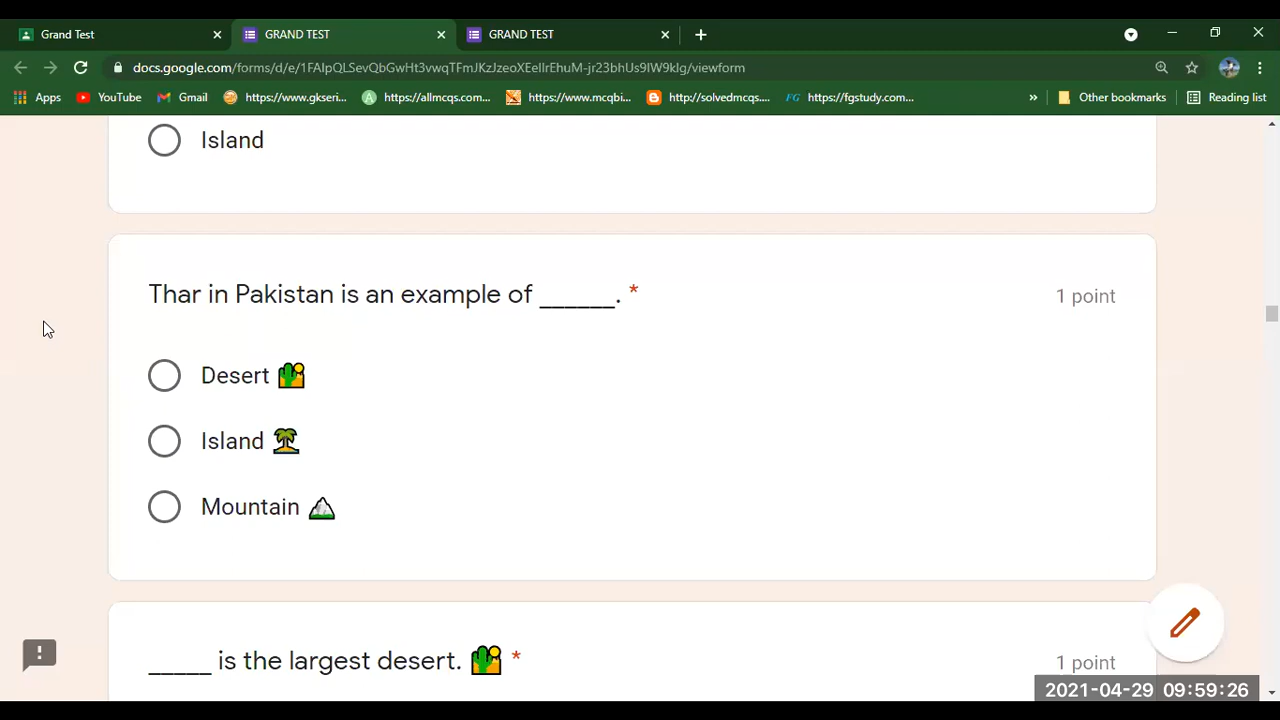 Grand Test
GRAND TEST
GRAND TEST
docs.google.com/forms/d/e/1FAIpQLSevQbGwHt3vwqTFmJKzJzeoXEeIlrEhuM-jr23bhUs9IW9kIg/viewform
Apps
YouTube
Gmail
https://www.gkseri...
https://allmcqs.com...
https://www.mcqbi...
http://solvedmcqs....
FG https://fgstudy.com...
»
Other bookmarks
Reading list
Island
Thar in Pakistan is an example of ______. *
1 point
Desert
Island
Mountain
_____ is the largest desert. *
1 point
2021-04-29 09:59:26